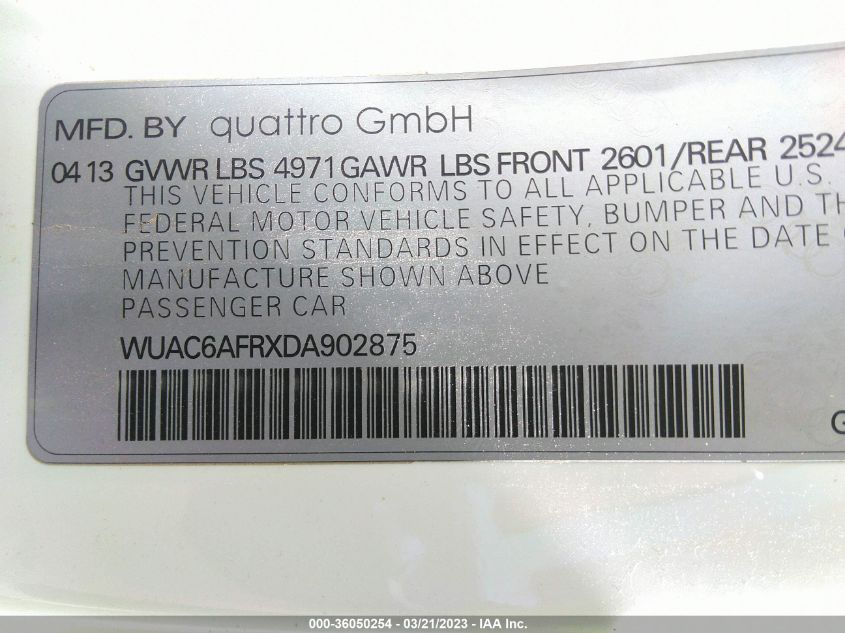 MFD. BY quattro GmbH
0413 GVWR LBS 4971 GAWR LBS FRONT 2601/REAR 2524
THIS VEHICLE CONFORMS TO ALL APPLICABLE U.S.
FEDERAL MOTOR VEHICLE SAFETY, BUMPER AND TH
PREVENTION STANDARDS IN EFFECT ON THE DATE
MANUFACTURE SHOWN ABOVE
PASSENGER CAR
WUAC6AFRXDA902875
G
000-36050254 - 03/21/2023 - IAA Inc.